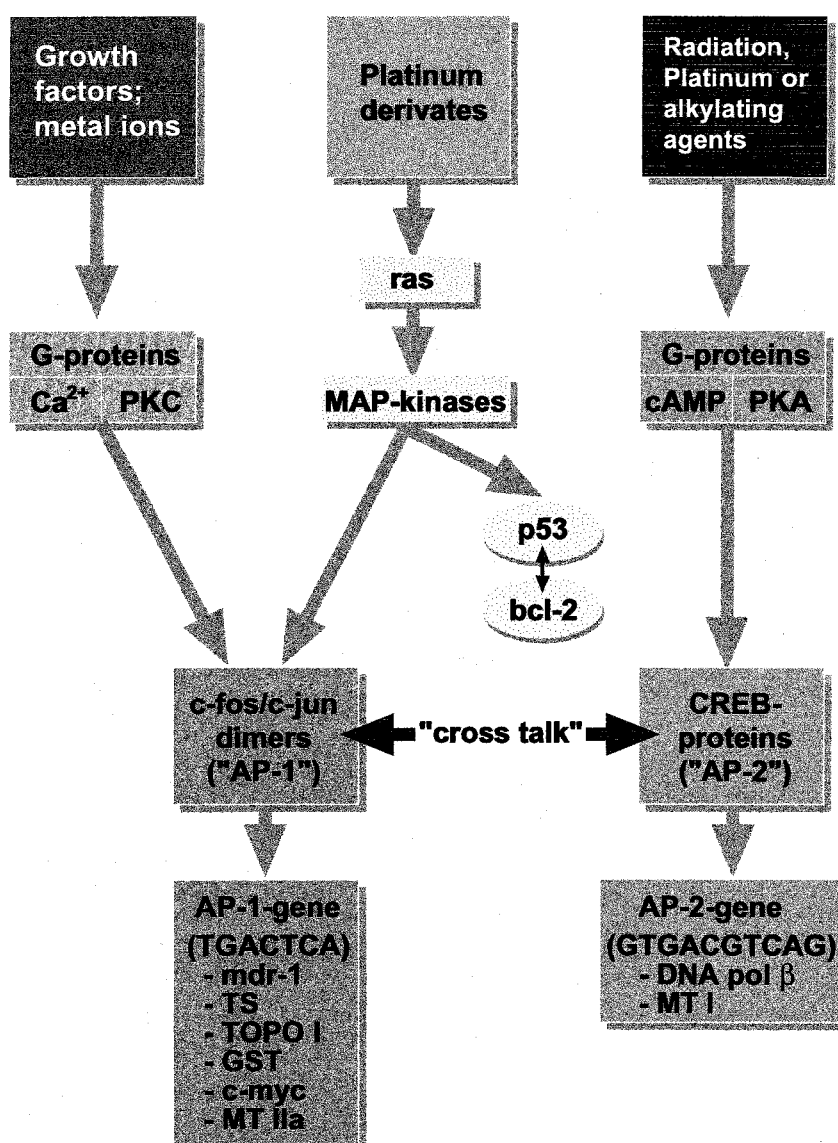 Growth
factors;
metal ions
Platinum
derivates
Radiation,
Platinum or
alkylating
agents
ras
G-proteins
Ca²⁺ PKC
MAP-kinases
G-proteins
cAMP PKA
p53
bcl-2
c-fos/c-jun
dimers
("AP-1")
"cross talk"
CREB-
proteins
("AP-2")
AP-1-gene
(TGACTCA)
- mdr-1
- TS
- TOPO I
- GST
- c-myc
- MT IIa
AP-2-gene
(GTGACGTCAG)
- DNA pol β
- MT I